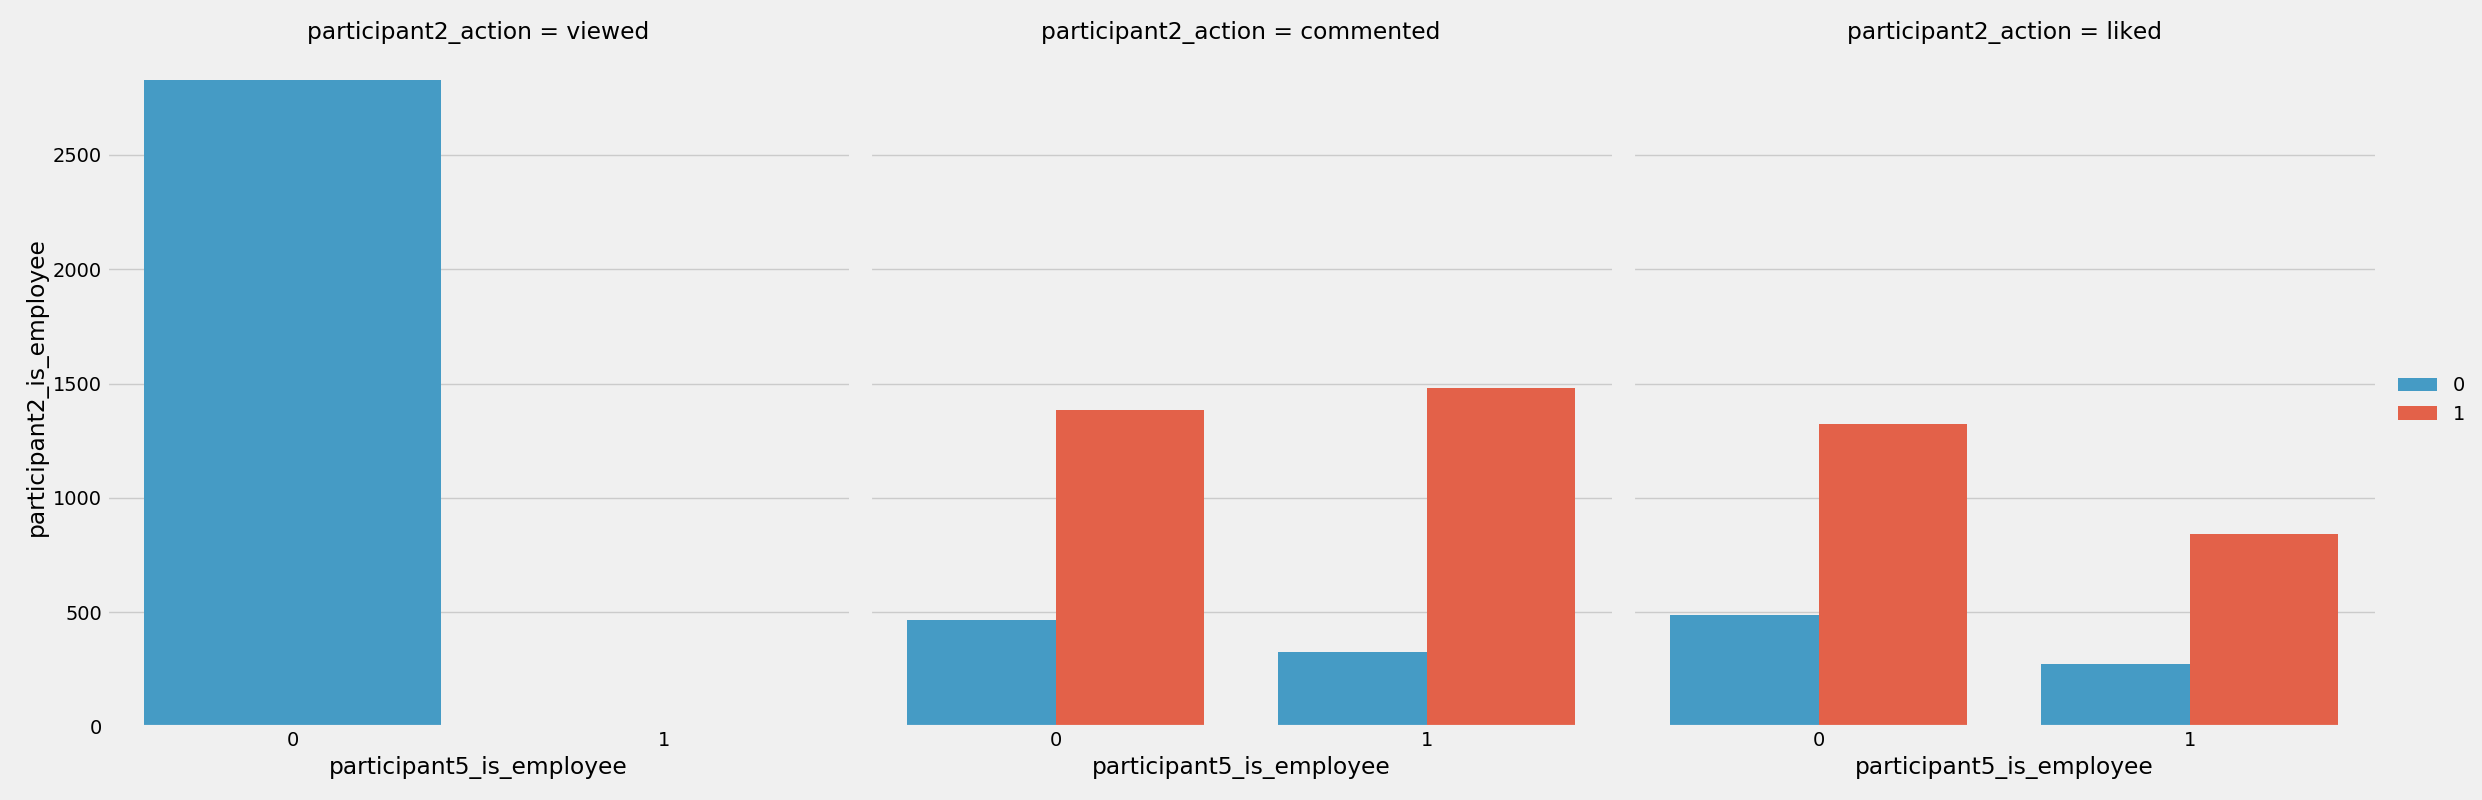 participant2_action = viewed
participant2_action = commented
participant2_action = liked
participant2_is_employee
2500
2000
1500
1000
500
0
0 1
0 1
0 1
participant5_is_employee
participant5_is_employee
participant5_is_employee
0
1